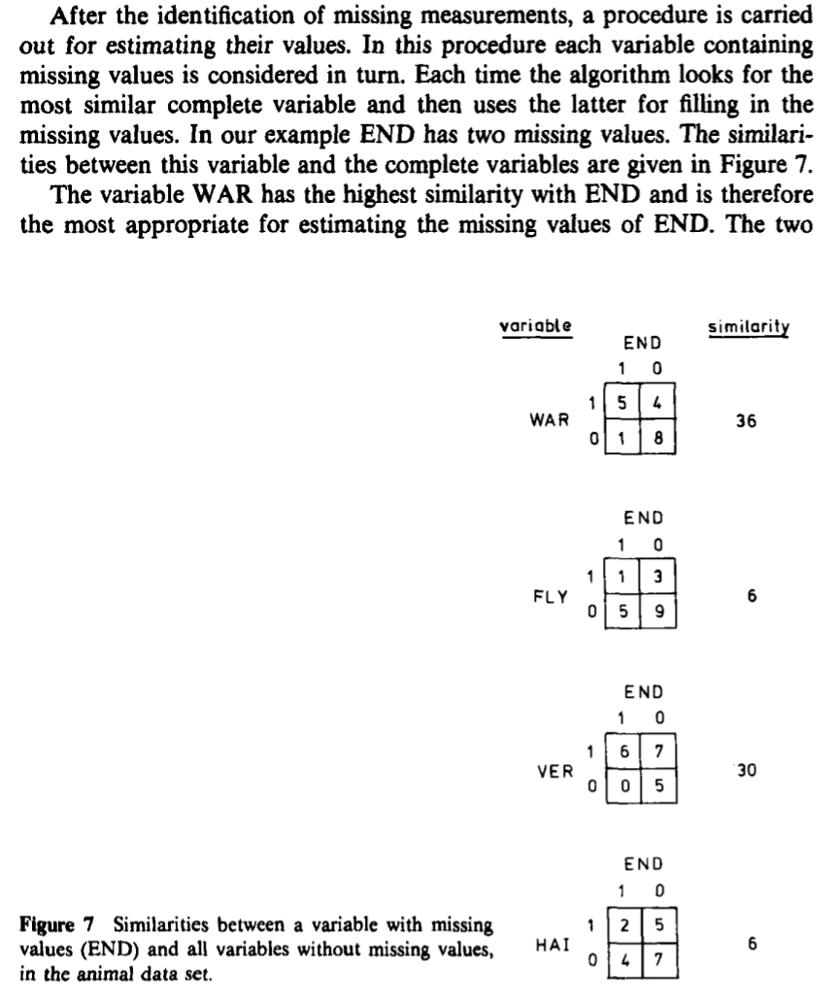 After the identification of missing measurements, a procedure is carried
out for estimating their values. In this procedure each variable containing
missing values is considered in turn. Each time the algorithm looks for the
most similar complete variable and then uses the latter for filling in the
missing values. In our example END has two missing values. The similari-
ties between this variable and the complete variables are given in Figure 7.
The variable WAR has the highest similarity with END and is therefore
the most appropriate for estimating the missing values of END. The two
variable similarity
END
1 0
1 5 4
WAR 36
0 1 8
END
1 0
1 1 3
FLY 6
0 5 9
END
1 0
1 6 7
VER 30
0 0 5
END
1 0
1 2 5
HAI 6
0 4 7
Figure 7 Similarities between a variable with missing
values (END) and all variables without missing values,
in the animal data set.